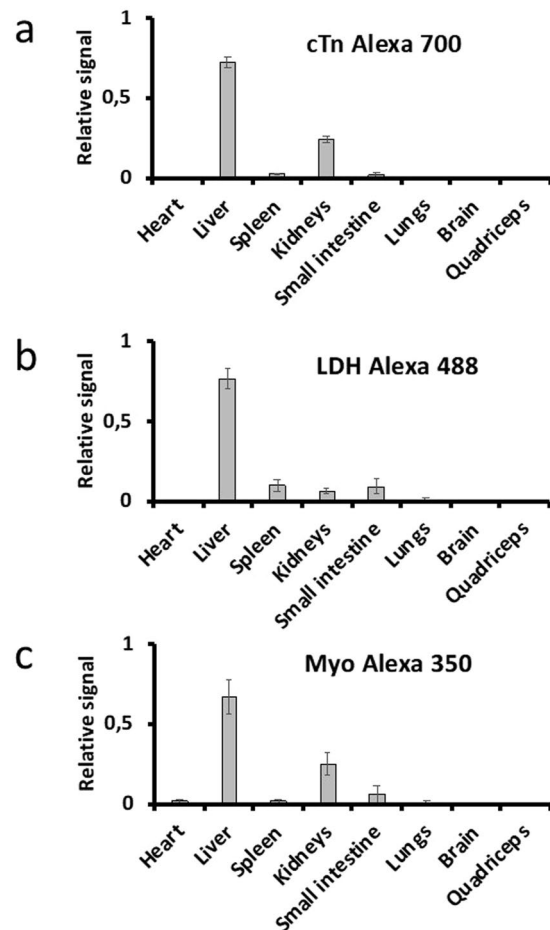 a
cTn Alexa 700
Relative signal
1
0,5
0
Heart
Liver
Spleen
Kidneys
Small intestine
Lungs
Brain
Quadriceps
b
LDH Alexa 488
Relative signal
1
0,5
0
Heart
Liver
Spleen
Kidneys
Small intestine
Lungs
Brain
Quadriceps
c
Myo Alexa 350
Relative signal
1
0,5
0
Heart
Liver
Spleen
Kidneys
Small intestine
Lungs
Brain
Quadriceps